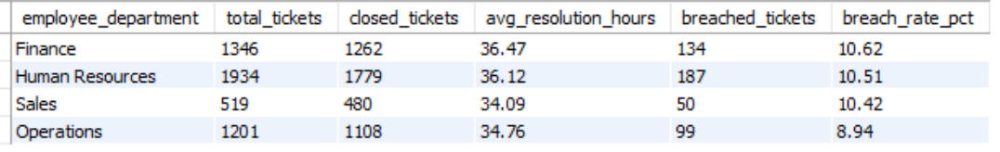 employee_department total_tickets closed_tickets avg_resolution_hours breached_tickets breach_rate_pct
Finance 1346 1262 36.47 134 10.62
Human Resources 1934 1779 36.12 187 10.51
Sales 519 480 34.09 50 10.42
Operations 1201 1108 34.76 99 8.94